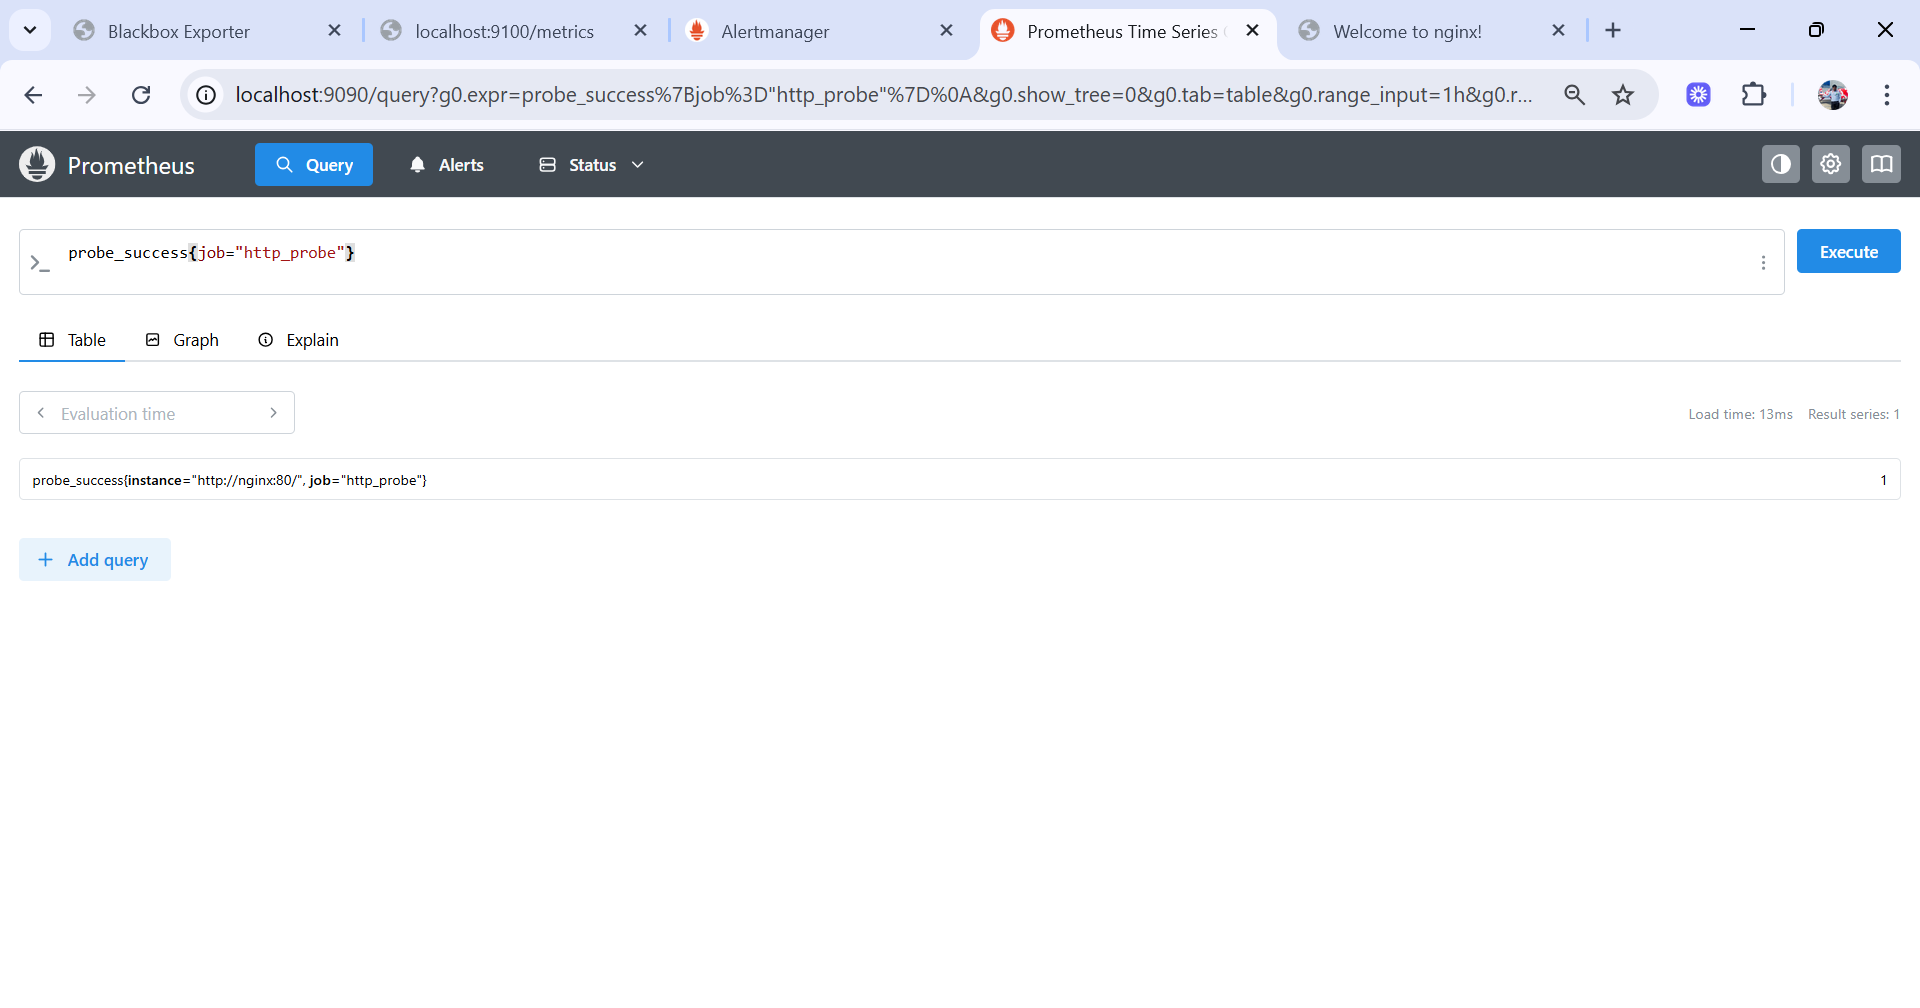 Blackbox Exporter
localhost:9100/metrics
Alertmanager
Prometheus Time Series
Welcome to nginx!
localhost:9090/query?g0.expr=probe_success%7Bjob%3D"http_probe"%7D%0A&g0.show_tree=0&g0.tab=table&g0.range_input=1h&g0.r...
Prometheus
Query
Alerts
Status
probe_success{job="http_probe"}
Execute
Table
Graph
Explain
Evaluation time
Load time: 13ms Result series: 1
probe_success{instance="http://nginx:80/", job="http_probe"} 1
Add query